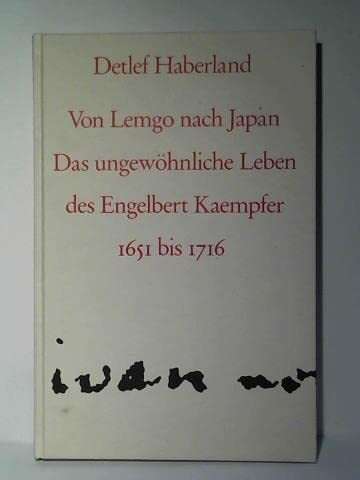 Detlef Haberland
Von Lemgo nach Japan
Das ungewöhnliche Leben
des Engelbert Kaempfer
1651 bis 1716